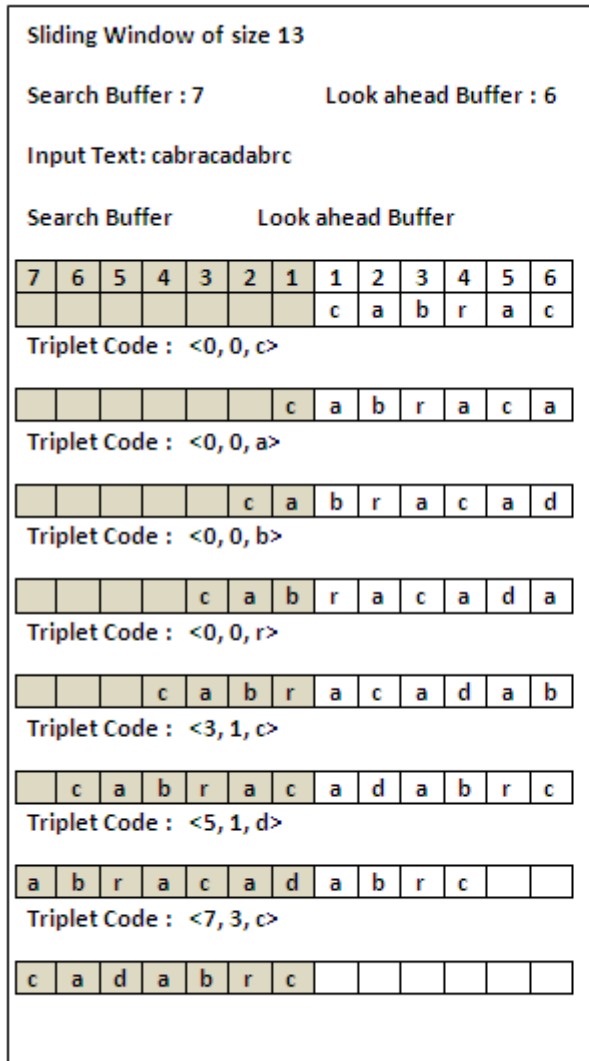 Sliding Window of size 13
Search Buffer : 7 Look ahead Buffer : 6
Input Text: cabracadabrc
Search Buffer Look ahead Buffer
7 6 5 4 3 2 1 1 2 3 4 5 6
c a b r a c
Triplet Code : <0, 0, c>
c a b r a c a
Triplet Code : <0, 0, a>
c a b r a c a d
Triplet Code : <0, 0, b>
c a b r a c a d a
Triplet Code : <0, 0, r>
c a b r a c a d a b
Triplet Code : <3, 1, c>
c a b r a c a d a b r c
Triplet Code : <5, 1, d>
a b r a c a d a b r c
Triplet Code : <7, 3, c>
c a d a b r c